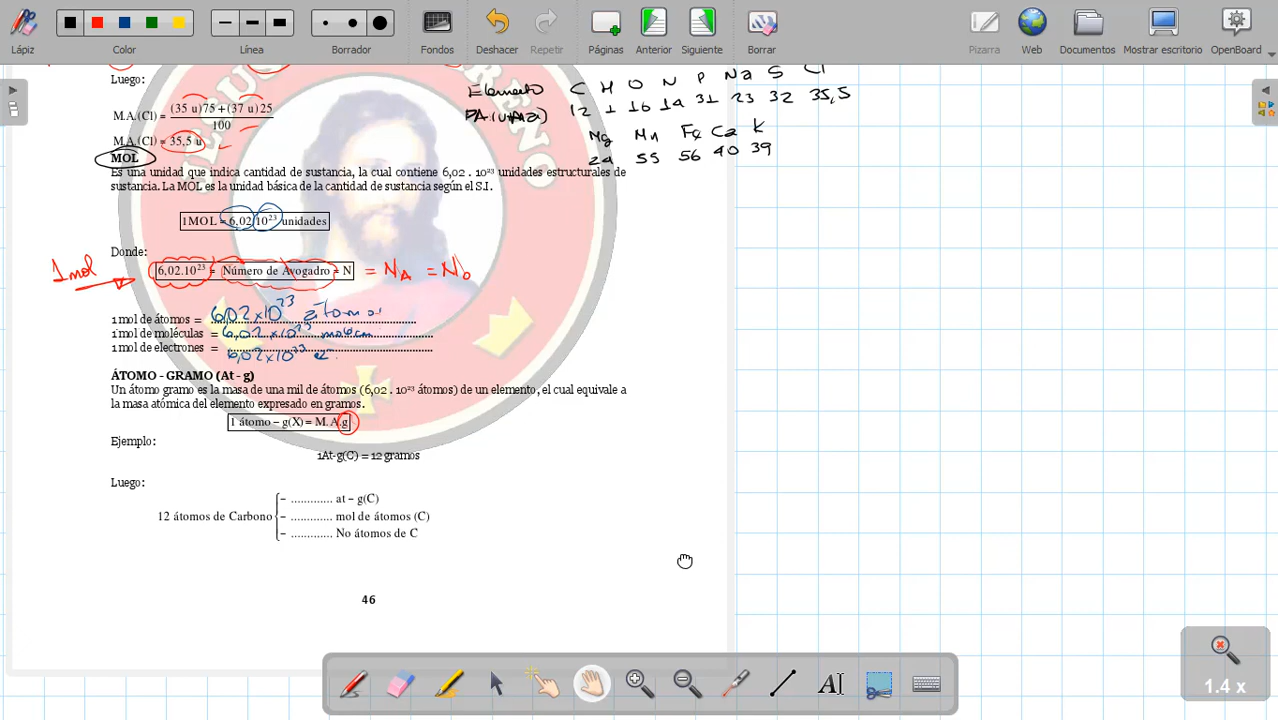 Lápiz Color Línea Borrador Fondos Deshacer Repetir Páginas Anterior Siguiente Borrar Pizarra Web Documentos Mostrar escritorio OpenBoard
Luego:
M.A.(Cl) = (35 u)75 + (37 u) 25
100
M.A.(Cl) = 35,5 u
Elemento C H O N P Na S Cl
PA(uma) 12 1 16 14 31 23 32 35,5
Mg Mn Fe Ca K
24 55 56 40 39
MOL
Es una unidad que indica cantidad de sustancia, la cual contiene 6,02 . 10²³ unidades estructurales de
sustancia. La MOL es la unidad básica de la cantidad de sustancia según el S.I.
1MOL = 6,02 10²³ unidades
Donde:
1mol 6,02.10²³ = Número de Avogadro = N = NA = No
1 mol de átomos = 6,02x10²³ átomos
1 mol de moléculas = 6,02 x10²³
1 mol de electrones = 6,02x10²³
ÁTOMO - GRAMO (At - g)
Un átomo gramo es la masa de una mil de átomos (6,02 . 10²³ átomos) de un elemento, el cual equivale a
la masa atómica del elemento expresado en gramos.
1 átomo – g(X) = M.A.g
Ejemplo:
1At-g(C) = 12 gramos
Luego:
– ............. at – g(C)
12 átomos de Carbono – ............. mol de átomos (C)
– ............. No átomos de C
46
1.4 x